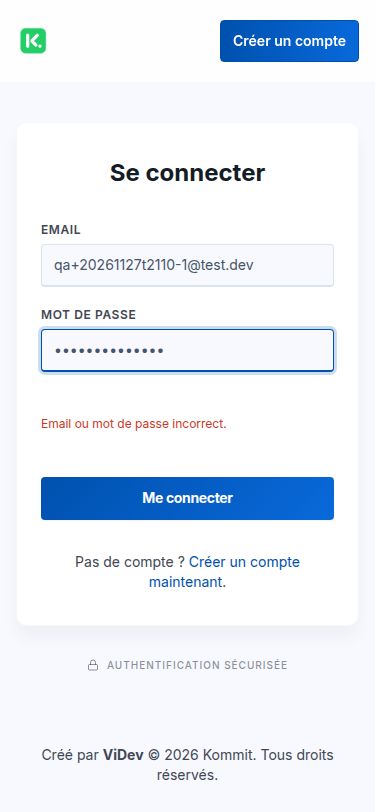 K.
Créer un compte
Se connecter
EMAIL
qa+20261127t2110-1@test.dev
MOT DE PASSE
••••••••••••••
Email ou mot de passe incorrect.
Me connecter
Pas de compte ? Créer un compte
maintenant.
AUTHENTIFICATION SÉCURISÉE
Créé par ViDev © 2026 Kommit. Tous droits
réservés.